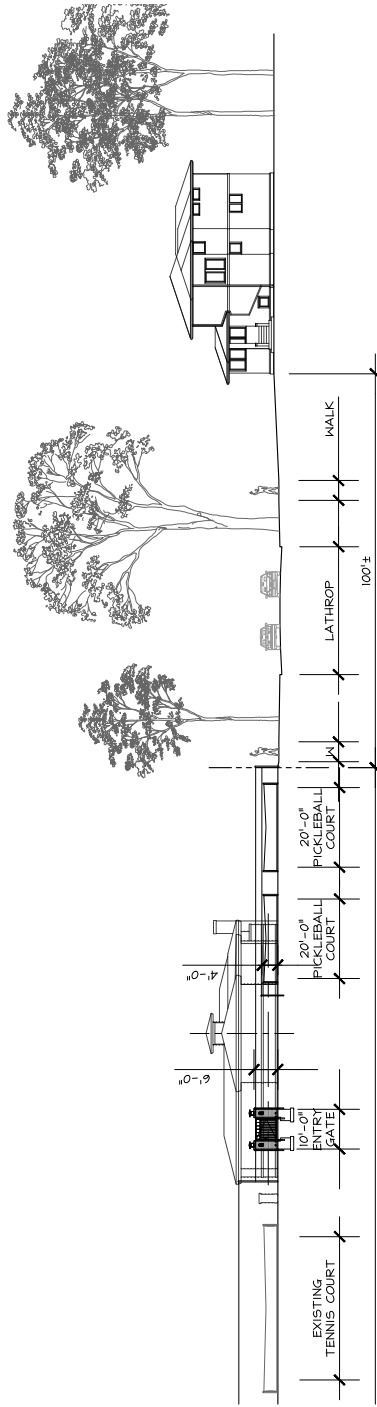 EXISTING
TENNIS COURT
10'-0"
ENTRY
GATE
6'-0"
4'-0"
20'-0"
PICKLEBALL
COURT
20'-0"
PICKLEBALL
COURT
W
LATHROP
WALK
100'±